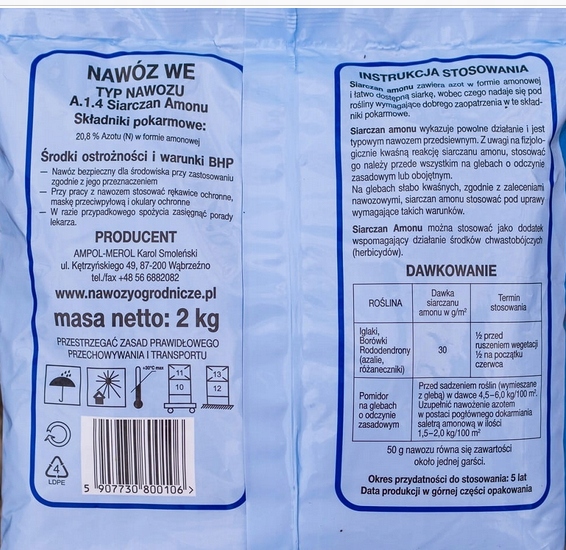 NAWÓZ WE
TYP NAWOZU
A.1.4 Siarczan Amonu
Składniki pokarmowe:
20,8 % Azotu (N) w formie amonowej
Środki ostrożności i warunki BHP
— Nawóz bezpieczny dla środowiska przy zastosowaniu
zgodnie z jego przeznaczeniem
— Przy pracy z nawozem stosować rękawice ochronne,
maskę przeciwpyłową i okulary ochronne
— W razie przypadkowego spożycia zasięgnąć porady
lekarza.
PRODUCENT
AMPOL-MEROL Karol Smoleński
ul. Kętrzyńskiego 49, 87-200 Wąbrzeźno
tel./fax +48 56 6882082
www.nawozyogrodnicze.pl
masa netto: 2 kg
PRZESTRZEGAĆ ZASAD PRAWIDŁOWEGO
PRZECHOWYWANIA I TRANSPORTU
+30°C max
11
10
13
12
4
LDPE
5 907730 800106 >
INSTRUKCJA STOSOWANIA
Siarczan amonu zawiera azot w formie amonowej
i łatwo dostępną siarkę, wobec czego nadaje się pod
rośliny wymagające dobrego zaopatrzenia w te skład-
niki pokarmowe.
Siarczan amonu wykazuje powolne działanie i jest
typowym nawozem przedsiewnym. Z uwagi na fizjolo-
gicznie kwaśną reakcję siarczanu amonu, stosować
go należy przede wszystkim na glebach o odczynie
zasadowym lub obojętnym.
Na glebach słabo kwaśnych, zgodnie z zaleceniami
nawozowymi, siarczan amonu stosować pod uprawy
wymagające takich warunków.
Siarczan Amonu można stosować jako dodatek
wspomagający działanie środków chwastobójczych
(herbicydów).
DAWKOWANIE
ROŚLINA
Dawka
siarczanu
amonu w g/m²
Termin
stosowania
Iglaki,
Borówki
Rododendrony
(azalie,
różaneczniki)
30
½ przed
ruszeniem wegetacji
½ na początku
czerwca
Pomidor
na glebach
o odczynie
zasadowym
Przed sadzeniem roślin (wymieszane
z glebą) w dawce 4,5–6,0 kg/100 m².
Uzupełnić nawożenie azotem
w postaci pogłównego dokarmiania
saletrą amonową w ilości
1,5–2,0 kg/100 m²
50 g nawozu równa się zawartości
około jednej garści.
Okres przydatności do stosowania: 5 lat
Data produkcji w górnej części opakowania